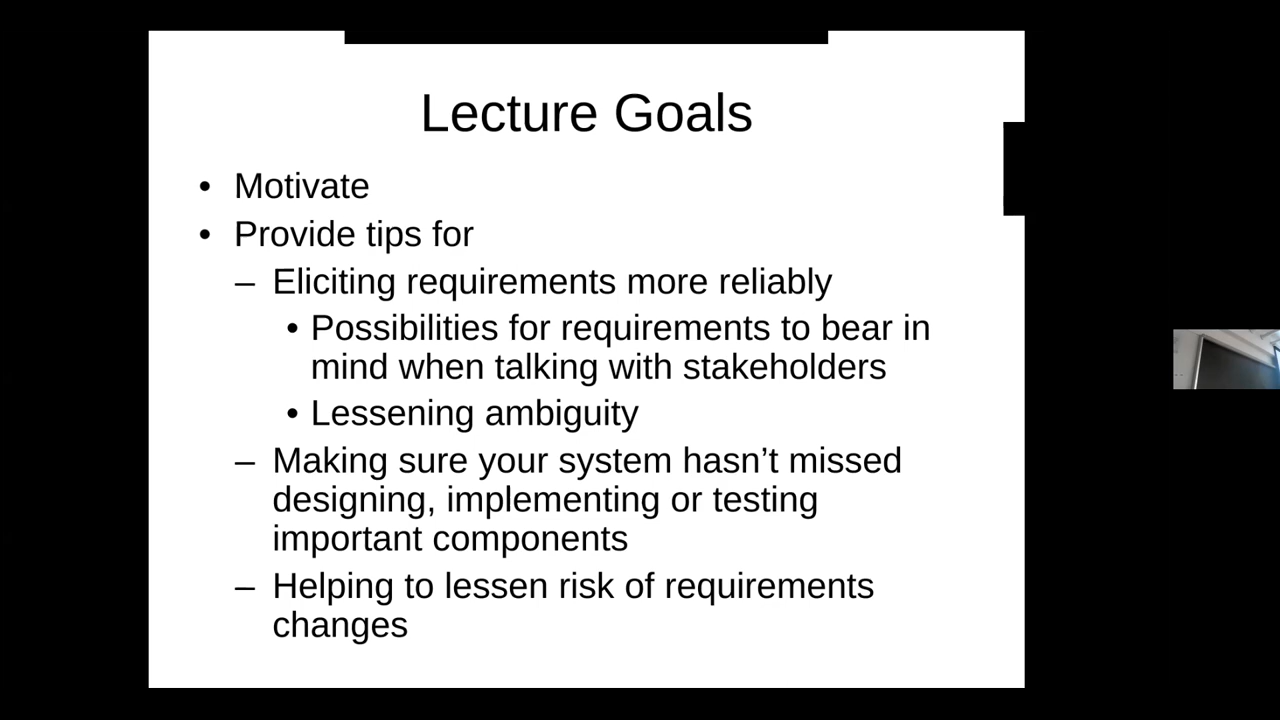 Lecture Goals
• Motivate
• Provide tips for
– Eliciting requirements more reliably
• Possibilities for requirements to bear in
mind when talking with stakeholders
• Lessening ambiguity
– Making sure your system hasn’t missed
designing, implementing or testing
important components
– Helping to lessen risk of requirements
changes